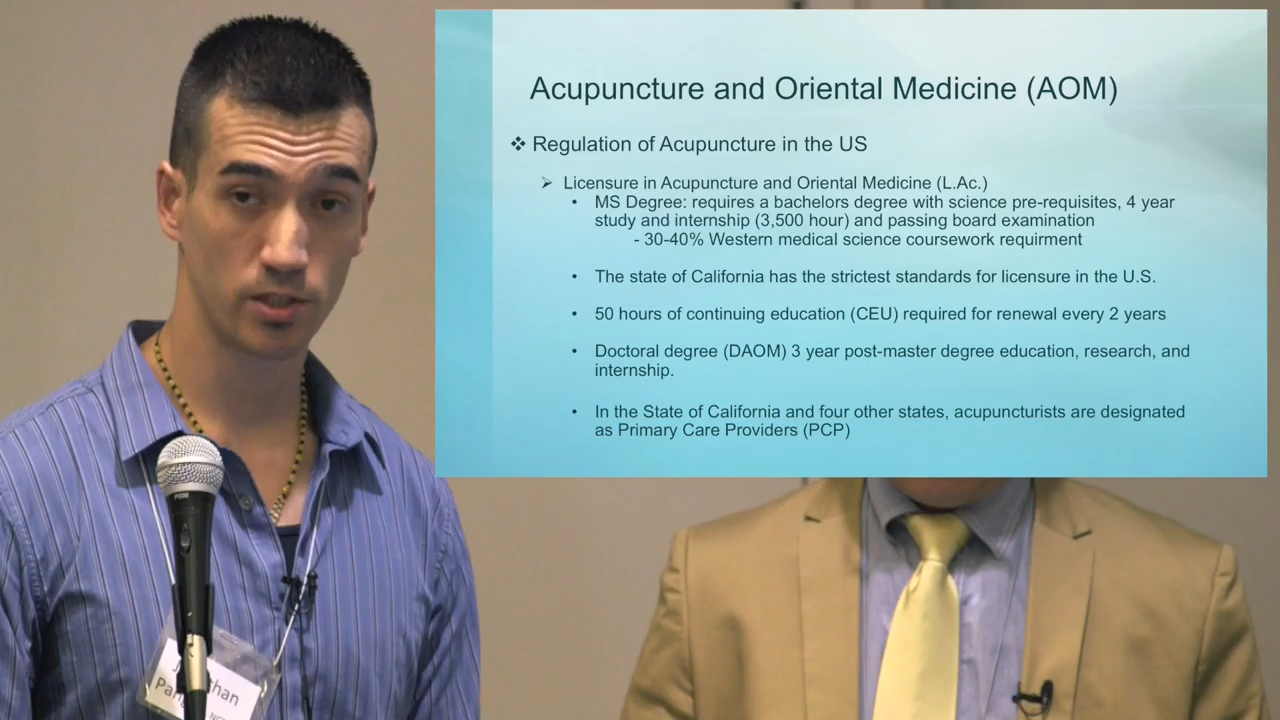 Acupuncture and Oriental Medicine (AOM)
❖ Regulation of Acupuncture in the US
➢ Licensure in Acupuncture and Oriental Medicine (L.Ac.)
• MS Degree: requires a bachelors degree with science pre-requisites, 4 year
study and internship (3,500 hour) and passing board examination
- 30-40% Western medical science coursework requirment
• The state of California has the strictest standards for licensure in the U.S.
• 50 hours of continuing education (CEU) required for renewal every 2 years
• Doctoral degree (DAOM) 3 year post-master degree education, research, and
internship.
• In the State of California and four other states, acupuncturists are designated
as Primary Care Providers (PCP)